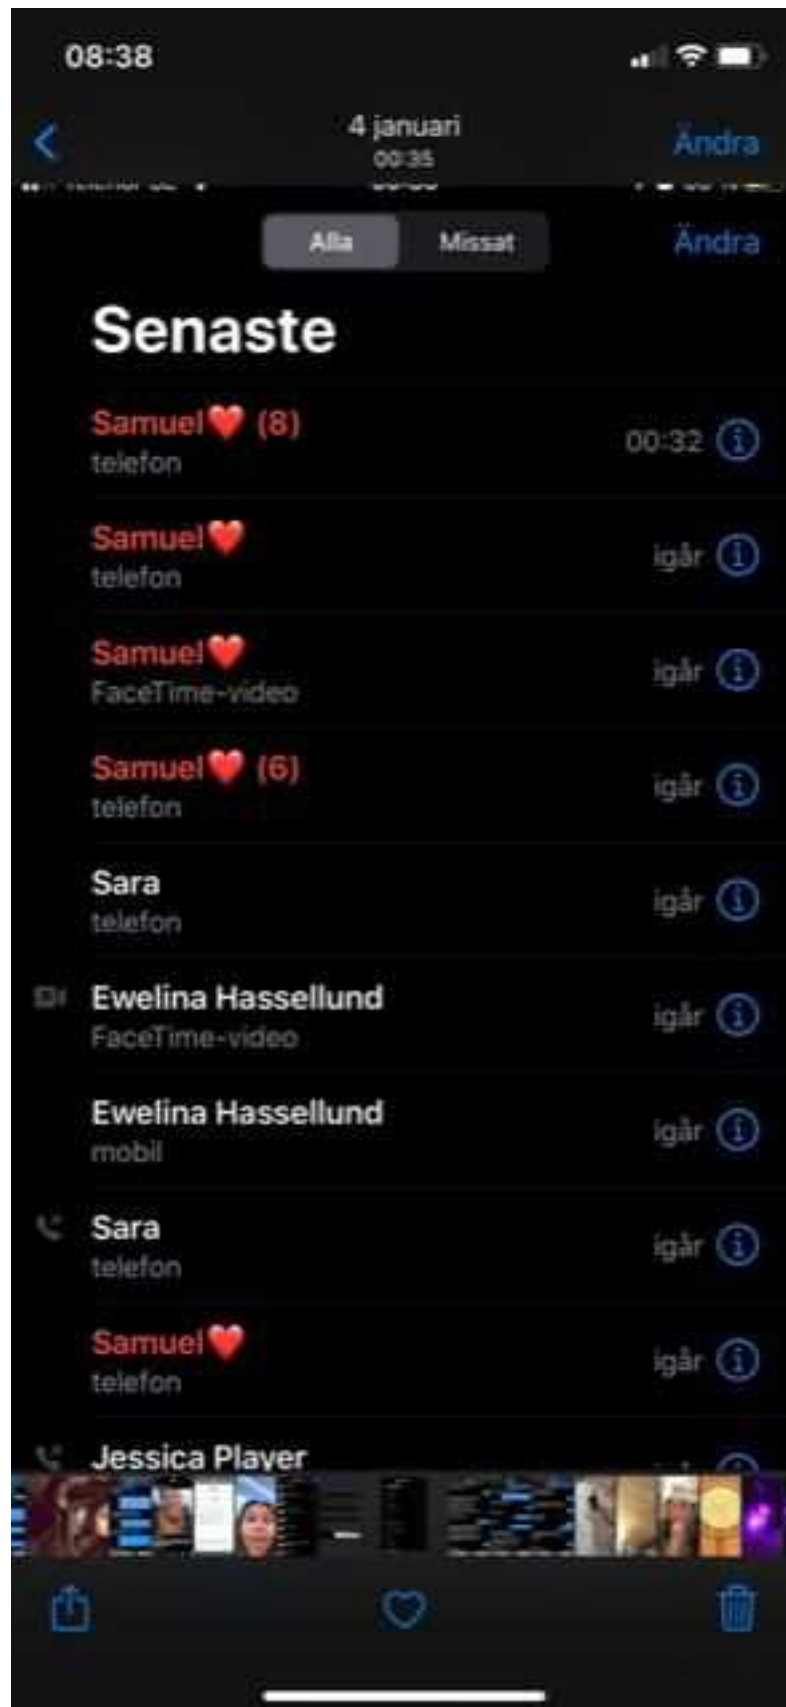 08:38
4 januari
00:35
Ändra
Alla
Missat
Ändra
Senaste
Samuel❤️ (8)
telefon
00:32
Samuel❤️
telefon
igår
Samuel❤️
FaceTime-video
igår
Samuel❤️ (6)
telefon
igår
Sara
telefon
igår
Ewelina Hassellund
FaceTime-video
igår
Ewelina Hassellund
mobil
igår
Sara
telefon
igår
Samuel❤️
telefon
igår
Jessica Player